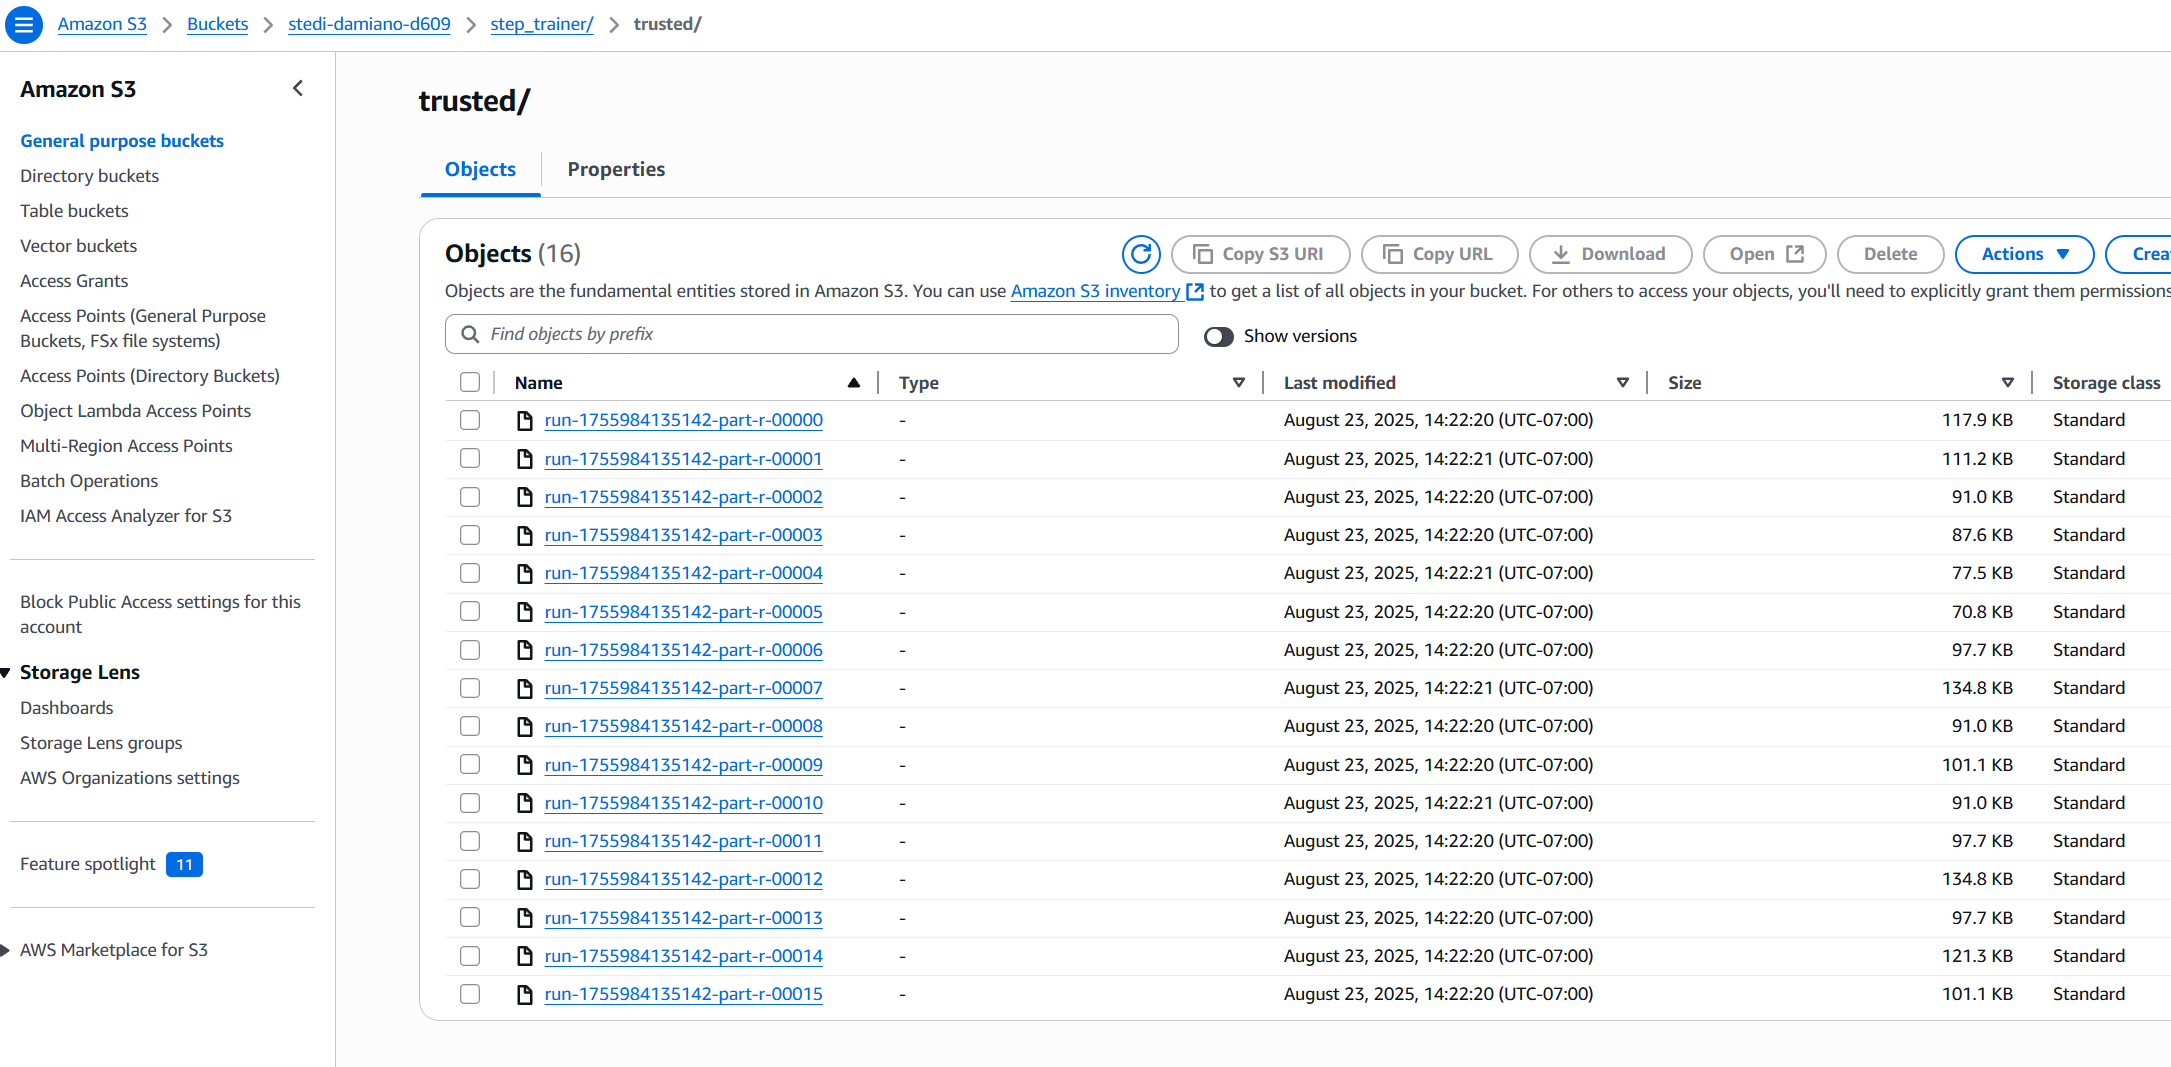 Amazon S3 > Buckets > stedi-damiano-d609 > step_trainer/ > trusted/
Amazon S3
General purpose buckets
Directory buckets
Table buckets
Vector buckets
Access Grants
Access Points (General Purpose
Buckets, FSx file systems)
Access Points (Directory Buckets)
Object Lambda Access Points
Multi-Region Access Points
Batch Operations
IAM Access Analyzer for S3
Block Public Access settings for this
account
Storage Lens
Dashboards
Storage Lens groups
AWS Organizations settings
Feature spotlight 11
AWS Marketplace for S3
trusted/
Objects Properties
Objects (16) Copy S3 URI Copy URL Download Open Delete Actions
Objects are the fundamental entities stored in Amazon S3. You can use Amazon S3 inventory to get a list of all objects in your bucket. For others to access your objects, you'll need to explicitly grant them permissions
Find objects by prefix Show versions
Name Type Last modified Size Storage class
run-1755984135142-part-r-00000 - August 23, 2025, 14:22:20 (UTC-07:00) 117.9 KB Standard
run-1755984135142-part-r-00001 - August 23, 2025, 14:22:21 (UTC-07:00) 111.2 KB Standard
run-1755984135142-part-r-00002 - August 23, 2025, 14:22:20 (UTC-07:00) 91.0 KB Standard
run-1755984135142-part-r-00003 - August 23, 2025, 14:22:20 (UTC-07:00) 87.6 KB Standard
run-1755984135142-part-r-00004 - August 23, 2025, 14:22:21 (UTC-07:00) 77.5 KB Standard
run-1755984135142-part-r-00005 - August 23, 2025, 14:22:20 (UTC-07:00) 70.8 KB Standard
run-1755984135142-part-r-00006 - August 23, 2025, 14:22:20 (UTC-07:00) 97.7 KB Standard
run-1755984135142-part-r-00007 - August 23, 2025, 14:22:21 (UTC-07:00) 134.8 KB Standard
run-1755984135142-part-r-00008 - August 23, 2025, 14:22:20 (UTC-07:00) 91.0 KB Standard
run-1755984135142-part-r-00009 - August 23, 2025, 14:22:20 (UTC-07:00) 101.1 KB Standard
run-1755984135142-part-r-00010 - August 23, 2025, 14:22:21 (UTC-07:00) 91.0 KB Standard
run-1755984135142-part-r-00011 - August 23, 2025, 14:22:20 (UTC-07:00) 97.7 KB Standard
run-1755984135142-part-r-00012 - August 23, 2025, 14:22:20 (UTC-07:00) 134.8 KB Standard
run-1755984135142-part-r-00013 - August 23, 2025, 14:22:20 (UTC-07:00) 97.7 KB Standard
run-1755984135142-part-r-00014 - August 23, 2025, 14:22:20 (UTC-07:00) 121.3 KB Standard
run-1755984135142-part-r-00015 - August 23, 2025, 14:22:20 (UTC-07:00) 101.1 KB Standard